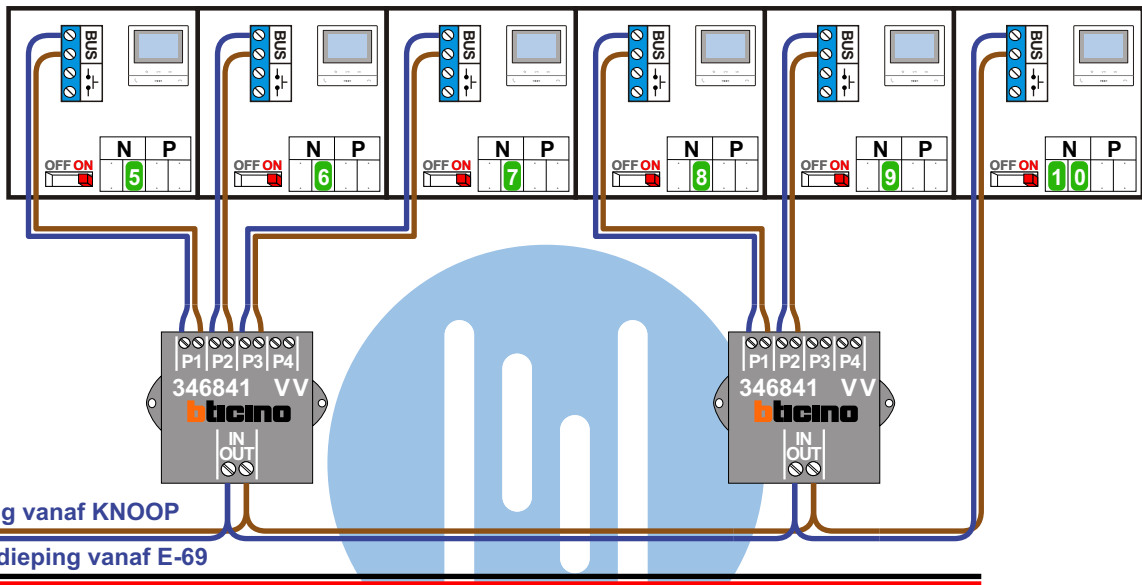 BUS BUS BUS BUS BUS BUS
N P N P N P N P N P N P
OFF ON OFF ON OFF ON OFF ON OFF ON OFF ON
5 6 7 8 9 10
P1 P2 P3 P4 P1 P2 P3 P4
346841 VV 346841 VV
bticino bticino
IN IN
OUT OUT
g vanaf KNOOP
dieping vanaf E-69